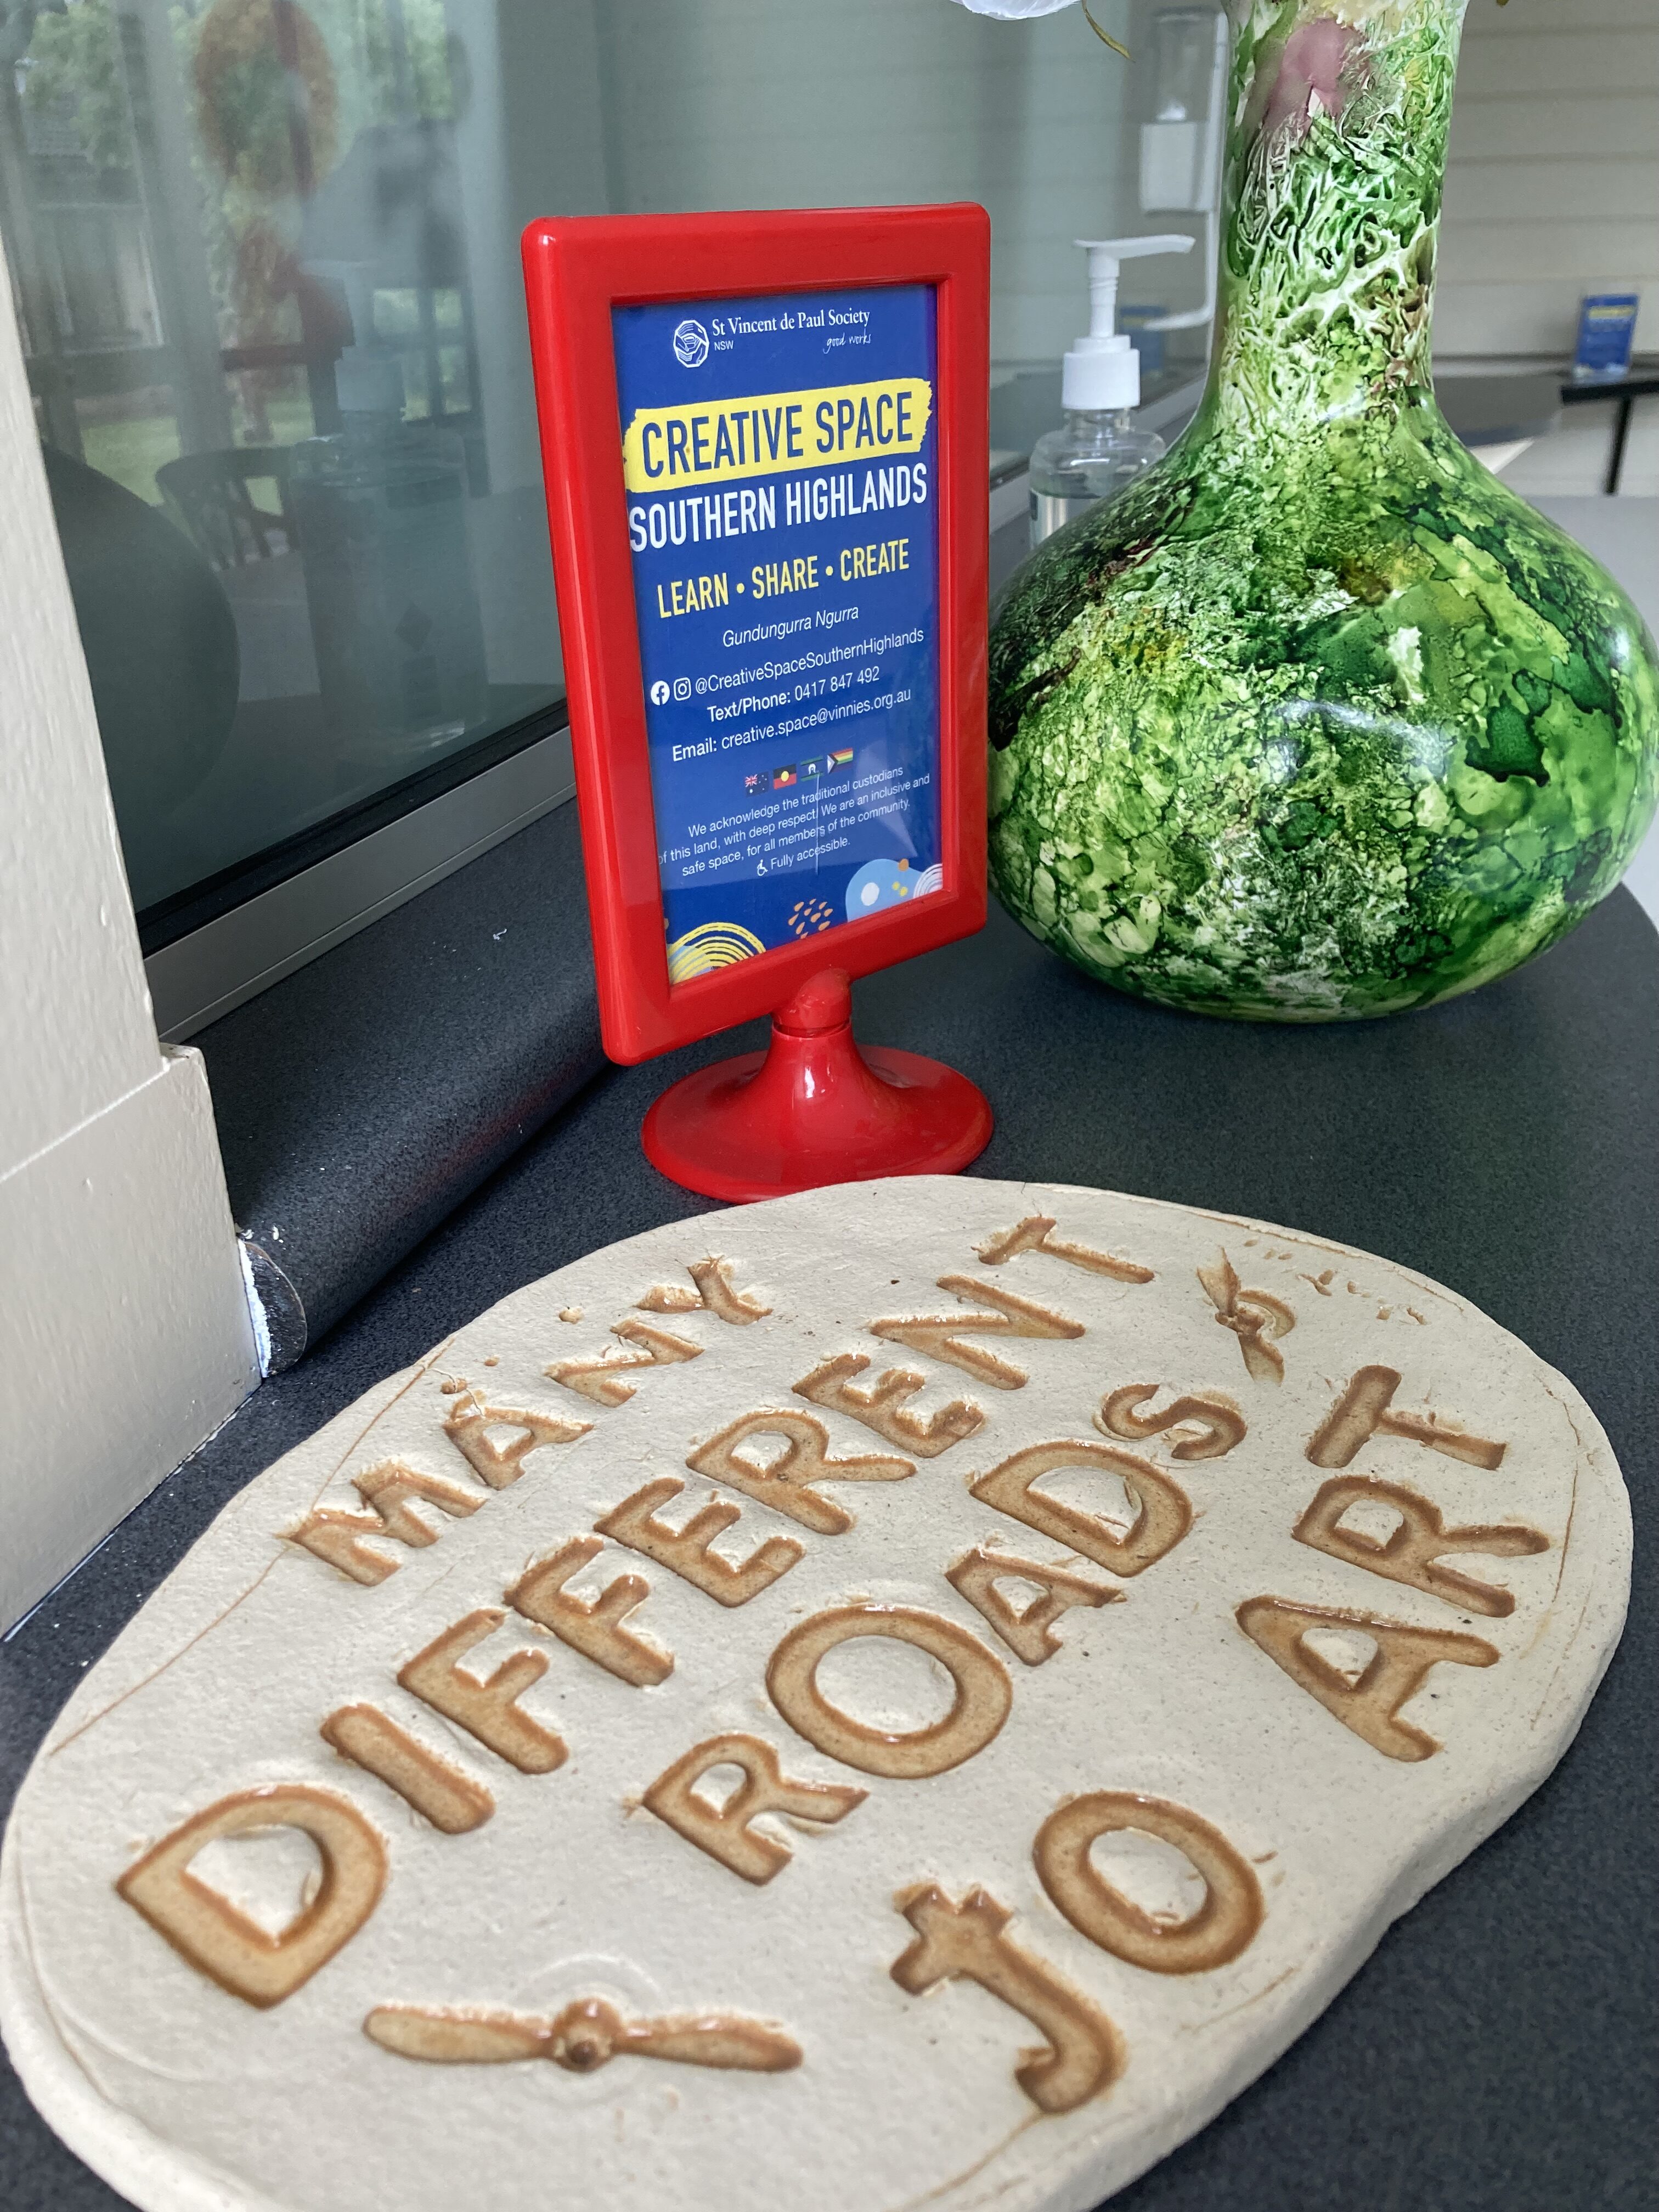 St Vincent de Paul Society
NSW
good works
CREATIVE SPACE
SOUTHERN HIGHLANDS
LEARN • SHARE • CREATE
Gundungurra Ngurra
@CreativeSpaceSouthernHighlands
Text/Phone: 0417 847 492
Email: creative.space@vinnies.org.au
We acknowledge the traditional custodians
of this land, with deep respect. We are an inclusive and
safe space, for all members of the community.
Fully accessible.
MANY
DIFFERENT
ROADS
tO ART